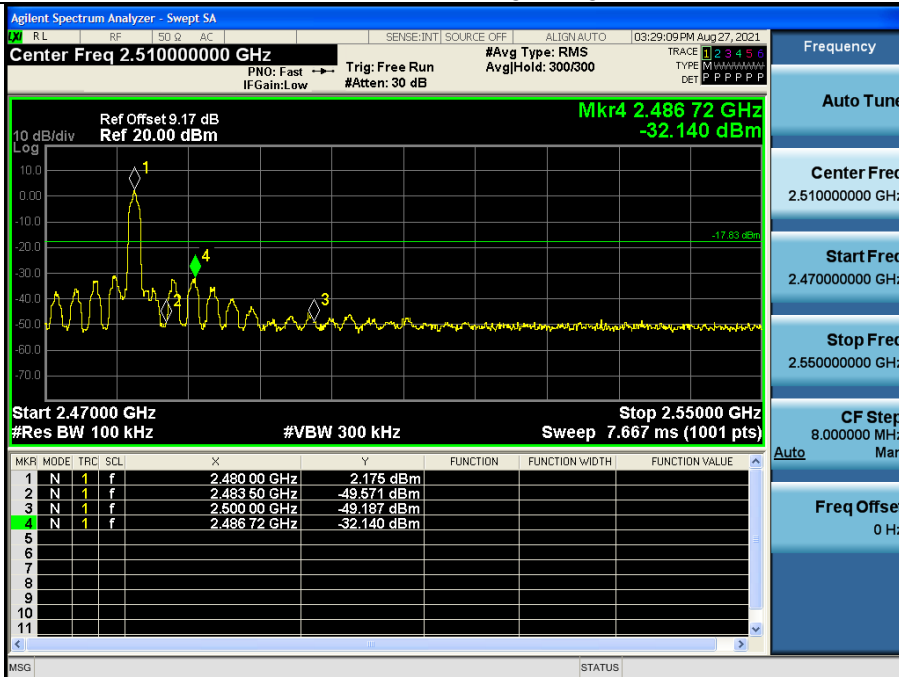 Agilent Spectrum Analyzer - Swept SA
LXI RL RF 50 Ω AC SENSE:INT SOURCE OFF ALIGN AUTO 03:29:09 PM Aug 27, 2021
Center Freq 2.510000000 GHz #Avg Type: RMS TRACE 1 2 3 4 5 6
PNO: Fast Trig: Free Run Avg|Hold: 300/300 TYPE M
IFGain:Low #Atten: 30 dB DET P P P P P P
Frequency
Auto Tune
Center Freq
2.510000000 GHz
Start Freq
2.470000000 GHz
Stop Freq
2.550000000 GHz
CF Step
8.000000 MHz
Auto Man
Freq Offset
0 Hz
Mkr4 2.486 72 GHz
-32.140 dBm
Ref Offset 9.17 dB
10 dB/div Ref 20.00 dBm
Log
10.0
0.00
-10.0
-20.0
-30.0
-40.0
-50.0
-60.0
-70.0
1
2
3
4
-17.83 dBm
Start 2.47000 GHz Stop 2.55000 GHz
#Res BW 100 kHz #VBW 300 kHz Sweep 7.667 ms (1001 pts)
MKR MODE TRC SCL X Y FUNCTION FUNCTION WIDTH FUNCTION VALUE
1 N 1 f 2.480 00 GHz 2.175 dBm
2 N 1 f 2.483 50 GHz -49.571 dBm
3 N 1 f 2.500 00 GHz -49.187 dBm
4 N 1 f 2.486 72 GHz -32.140 dBm
5
6
7
8
9
10
11
MSG STATUS